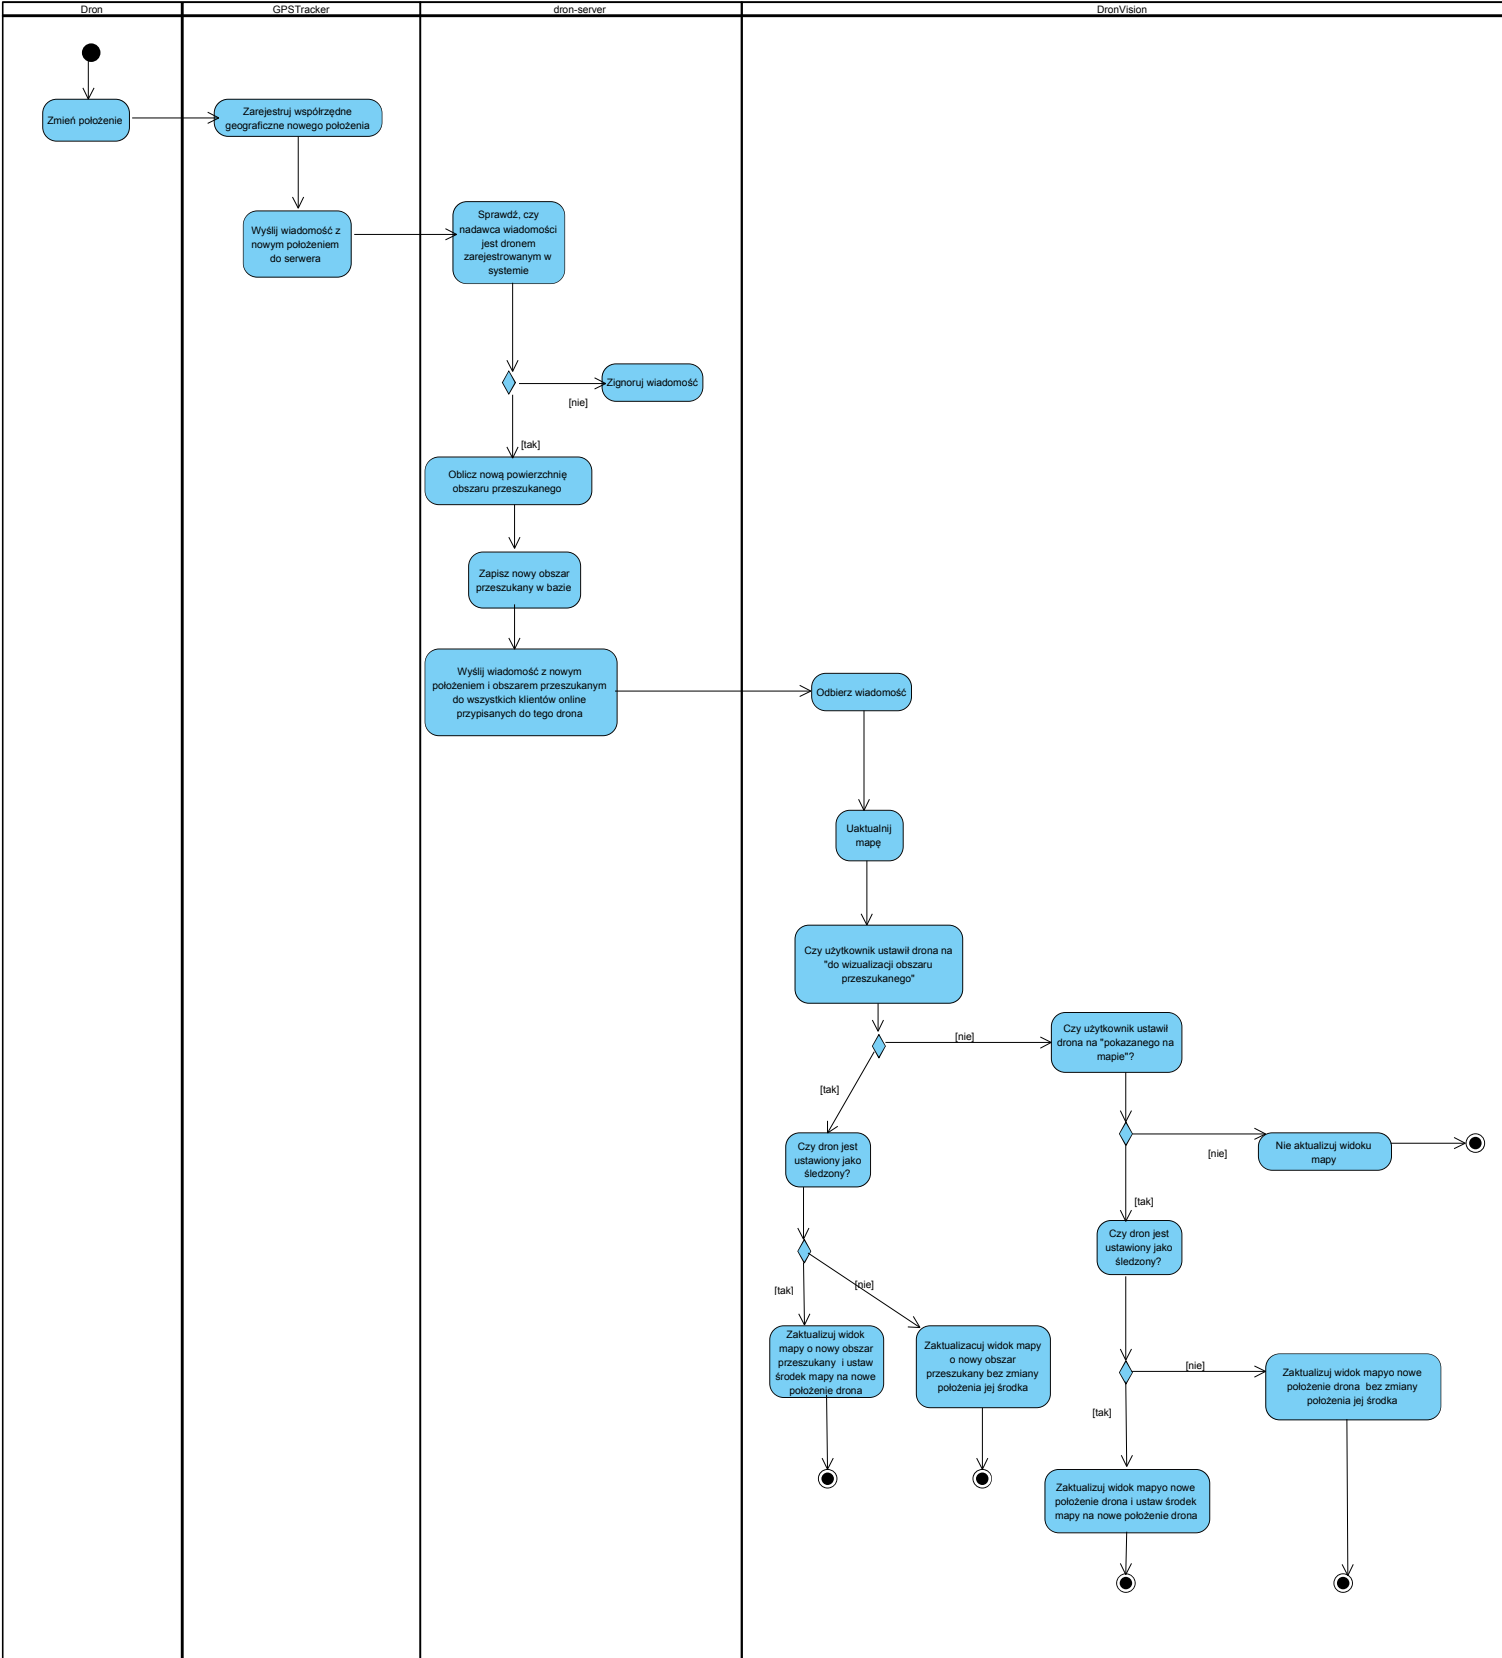 Dron
GPSTracker
dron-server
DronVision
Zmień położenie
Zarejestruj współrzędne
geograficzne nowego położenia
Wyślij wiadomość z
nowym położeniem
do serwera
Sprawdź, czy
nadawca wiadomości
jest dronem
zarejestrowanym w
systemie
Zignoruj wiadomość
[nie]
[tak]
Oblicz nową powierzchnię
obszaru przeszukanego
Zapisz nowy obszar
przeszukany w bazie
Wyślij wiadomość z nowym
położeniem i obszarem przeszukanym
do wszystkich klientów online
przypisanych do tego drona
Odbierz wiadomość
Uaktualnij
mapę
Czy użytkownik ustawił drona na
"do wizualizacji obszaru
przeszukanego"
[nie]
Czy użytkownik ustawił
drona na "pokazanego na
mapie"?
[tak]
Czy dron jest
ustawiony jako
śledzony?
[nie]
Nie aktualizuj widoku
mapy
[tak]
Czy dron jest
ustawiony jako
śledzony?
[tak]
[nie]
Zaktualizuj widok
mapy o nowy obszar
przeszukany i ustaw
środek mapy na nowe
położenie drona
Zaktualizacuj widok mapy
o nowy obszar
przeszukany bez zmiany
położenia jej środka
[nie]
Zaktualizuj widok mapyo nowe
położenie drona bez zmiany
położenia jej środka
[tak]
Zaktualizuj widok mapyo nowe
położenie drona i ustaw środek
mapy na nowe położenie drona